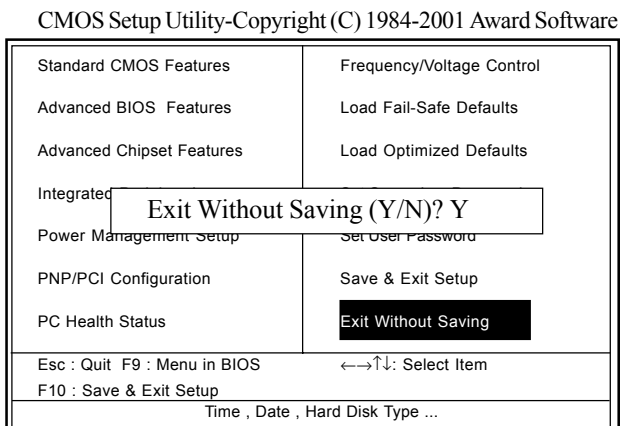 CMOS Setup Utility-Copyright (C) 1984-2001 Award Software
Standard CMOS Features
Advanced BIOS Features
Advanced Chipset Features
Integrated
Power Management Setup
PNP/PCI Configuration
PC Health Status
Frequency/Voltage Control
Load Fail-Safe Defaults
Load Optimized Defaults
Set User Password
Save & Exit Setup
Exit Without Saving
Exit Without Saving (Y/N)? Y
Esc : Quit F9 : Menu in BIOS
←→↑↓: Select Item
F10 : Save & Exit Setup
Time , Date , Hard Disk Type ...